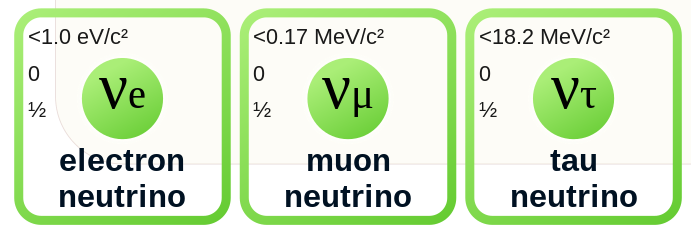 <1.0 eV/c²
0
½
νe
electron
neutrino
<0.17 MeV/c²
0
½
νμ
muon
neutrino
<18.2 MeV/c²
0
½
ντ
tau
neutrino